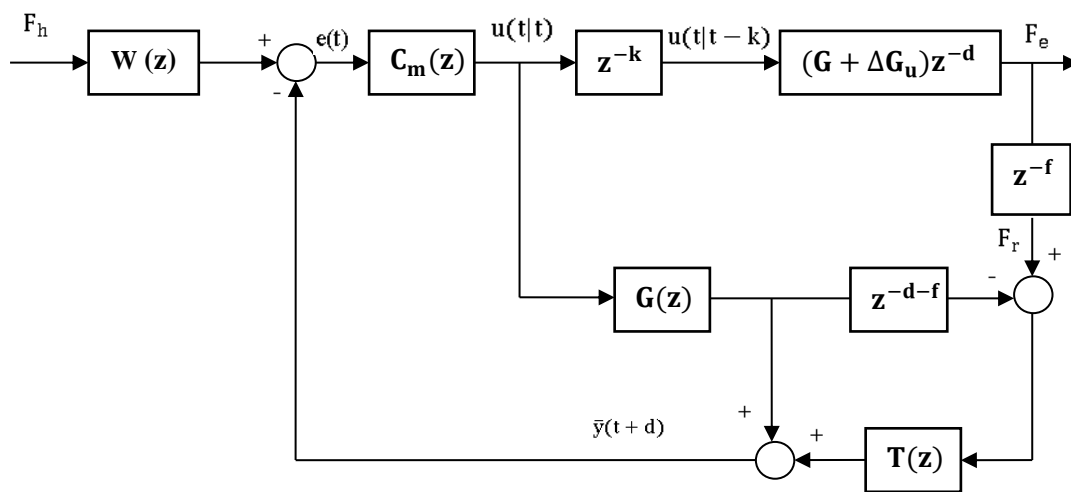 F_h
W (z)
+
-
e(t)
C_m(z)
u(t|t)
z^{-k}
u(t|t − k)
(G + ΔG_u)z^{-d}
F_e
z^{-f}
F_r
+
-
G(z)
z^{-d-f}
+
+
ȳ(t + d)
T(z)